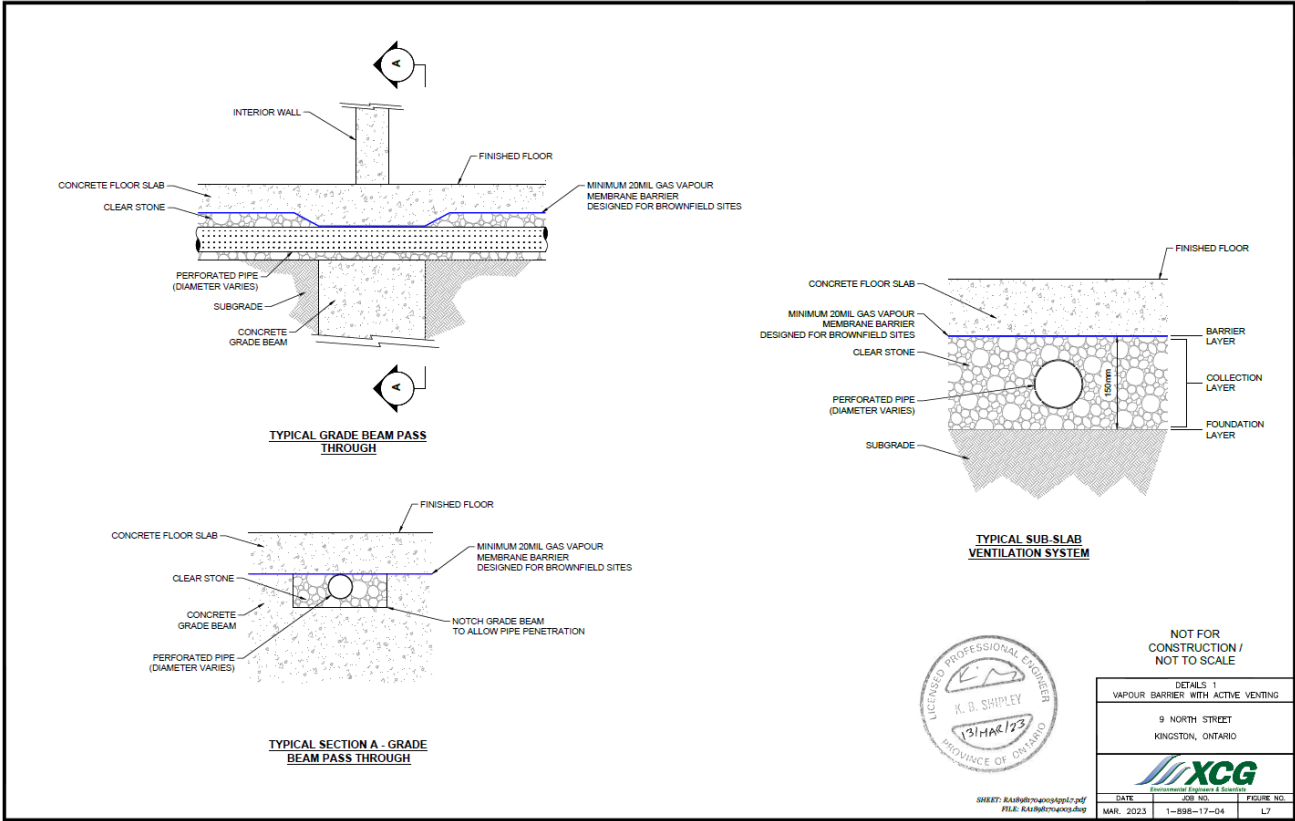 A
INTERIOR WALL
FINISHED FLOOR
CONCRETE FLOOR SLAB
CLEAR STONE
MINIMUM 20MIL GAS VAPOUR
MEMBRANE BARRIER
DESIGNED FOR BROWNFIELD SITES
PERFORATED PIPE
(DIAMETER VARIES)
SUBGRADE
CONCRETE
GRADE BEAM
A
TYPICAL GRADE BEAM PASS
THROUGH
FINISHED FLOOR
CONCRETE FLOOR SLAB
MINIMUM 20MIL GAS VAPOUR
MEMBRANE BARRIER
DESIGNED FOR BROWNFIELD SITES
CLEAR STONE
CONCRETE
GRADE BEAM
NOTCH GRADE BEAM
TO ALLOW PIPE PENETRATION
PERFORATED PIPE
(DIAMETER VARIES)
TYPICAL SECTION A - GRADE
BEAM PASS THROUGH
FINISHED FLOOR
CONCRETE FLOOR SLAB
MINIMUM 20MIL GAS VAPOUR
MEMBRANE BARRIER
DESIGNED FOR BROWNFIELD SITES
BARRIER
LAYER
CLEAR STONE
150mm
COLLECTION
LAYER
PERFORATED PIPE
(DIAMETER VARIES)
FOUNDATION
LAYER
SUBGRADE
TYPICAL SUB-SLAB
VENTILATION SYSTEM
LICENSED PROFESSIONAL ENGINEER
K. B. SHIPLEY
13/MAR/23
PROVINCE OF ONTARIO
NOT FOR
CONSTRUCTION /
NOT TO SCALE
DETAILS 1
VAPOUR BARRIER WITH ACTIVE VENTING
9 NORTH STREET
KINGSTON, ONTARIO
XCG
Environmental Engineers & Scientists
SHEET: RA18981704003AppL7.pdf
FILE: RA18981704003.dwg
DATE JOB NO. FIGURE NO.
MAR. 2023 1-898-17-04 L7